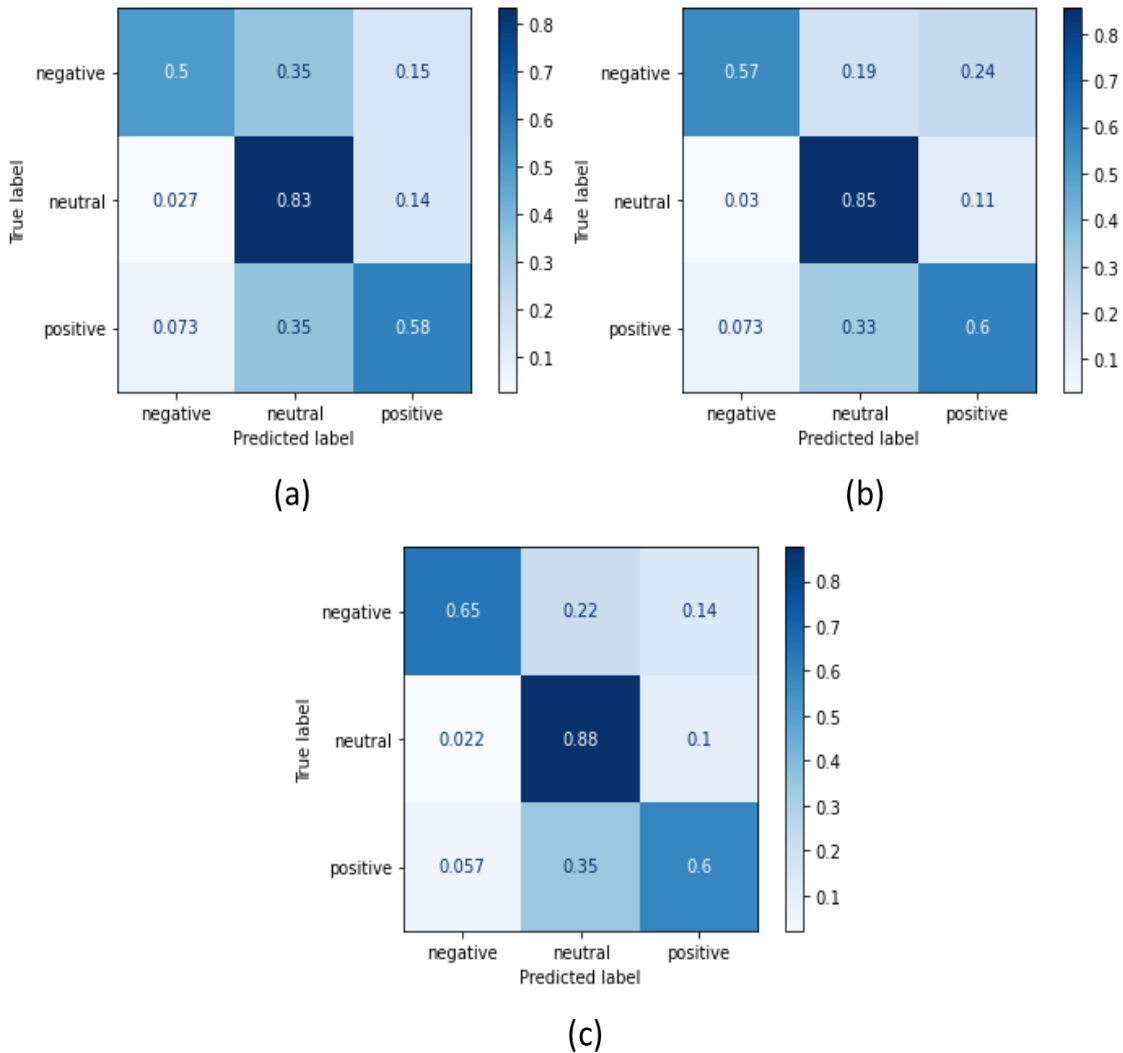 0.8
negative 0.5 0.35 0.15
0.7
0.6
0.5
True label
neutral 0.027 0.83 0.14
0.4
0.3
0.2
positive 0.073 0.35 0.58
0.1
negative neutral positive
Predicted label
(a)
0.8
negative 0.57 0.19 0.24
0.7
0.6
0.5
True label
neutral 0.03 0.85 0.11
0.4
0.3
0.2
positive 0.073 0.33 0.6
0.1
negative neutral positive
Predicted label
(b)
0.8
negative 0.65 0.22 0.14
0.7
0.6
0.5
True label
neutral 0.022 0.88 0.1
0.4
0.3
0.2
positive 0.057 0.35 0.6
0.1
negative neutral positive
Predicted label
(c)